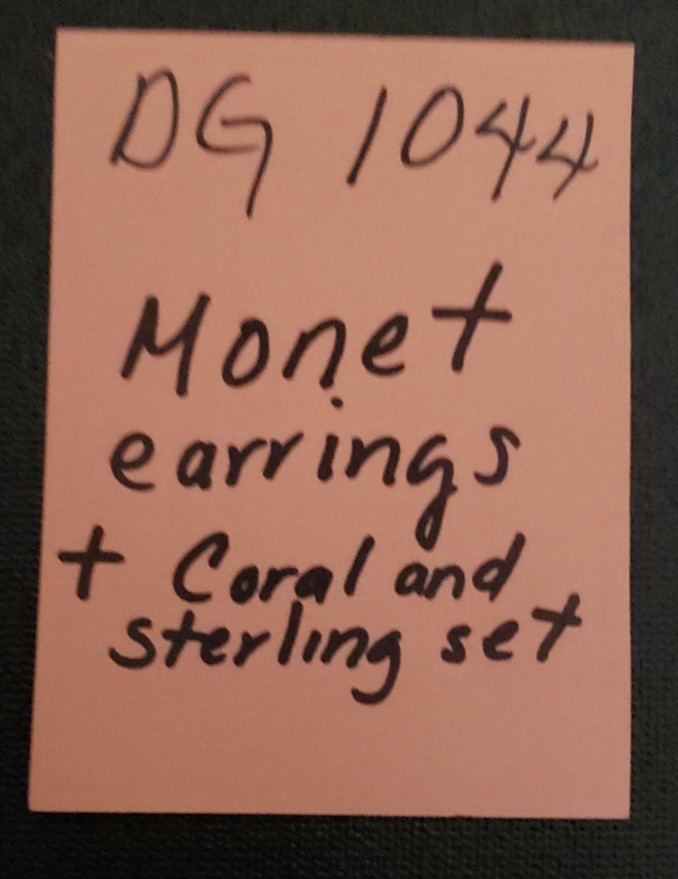 DG 1044
Monet
earrings
+ Coral and
sterling set